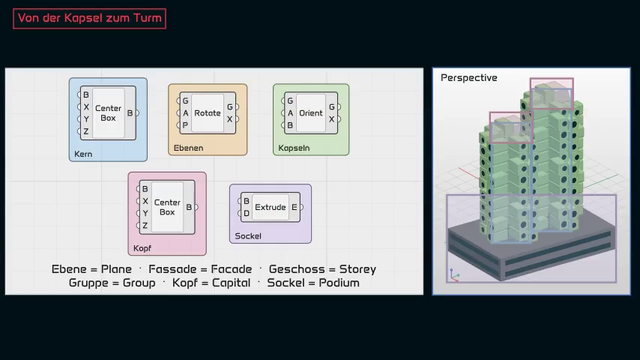 Von der Kapsel zum Turm
Perspective
B
X
Y
Z
Center
Box
B
Kern
G
A
P
Rotate
G
X
Ebenen
G
A
B
Orient
G
X
Kapseln
B
X
Y
Z
Center
Box
B
Kopf
B
D
Extrude
E
Sockel
Ebene = Plane · Fassade = Facade · Geschoss = Storey
Gruppe = Group · Kopf = Capital · Sockel = Podium